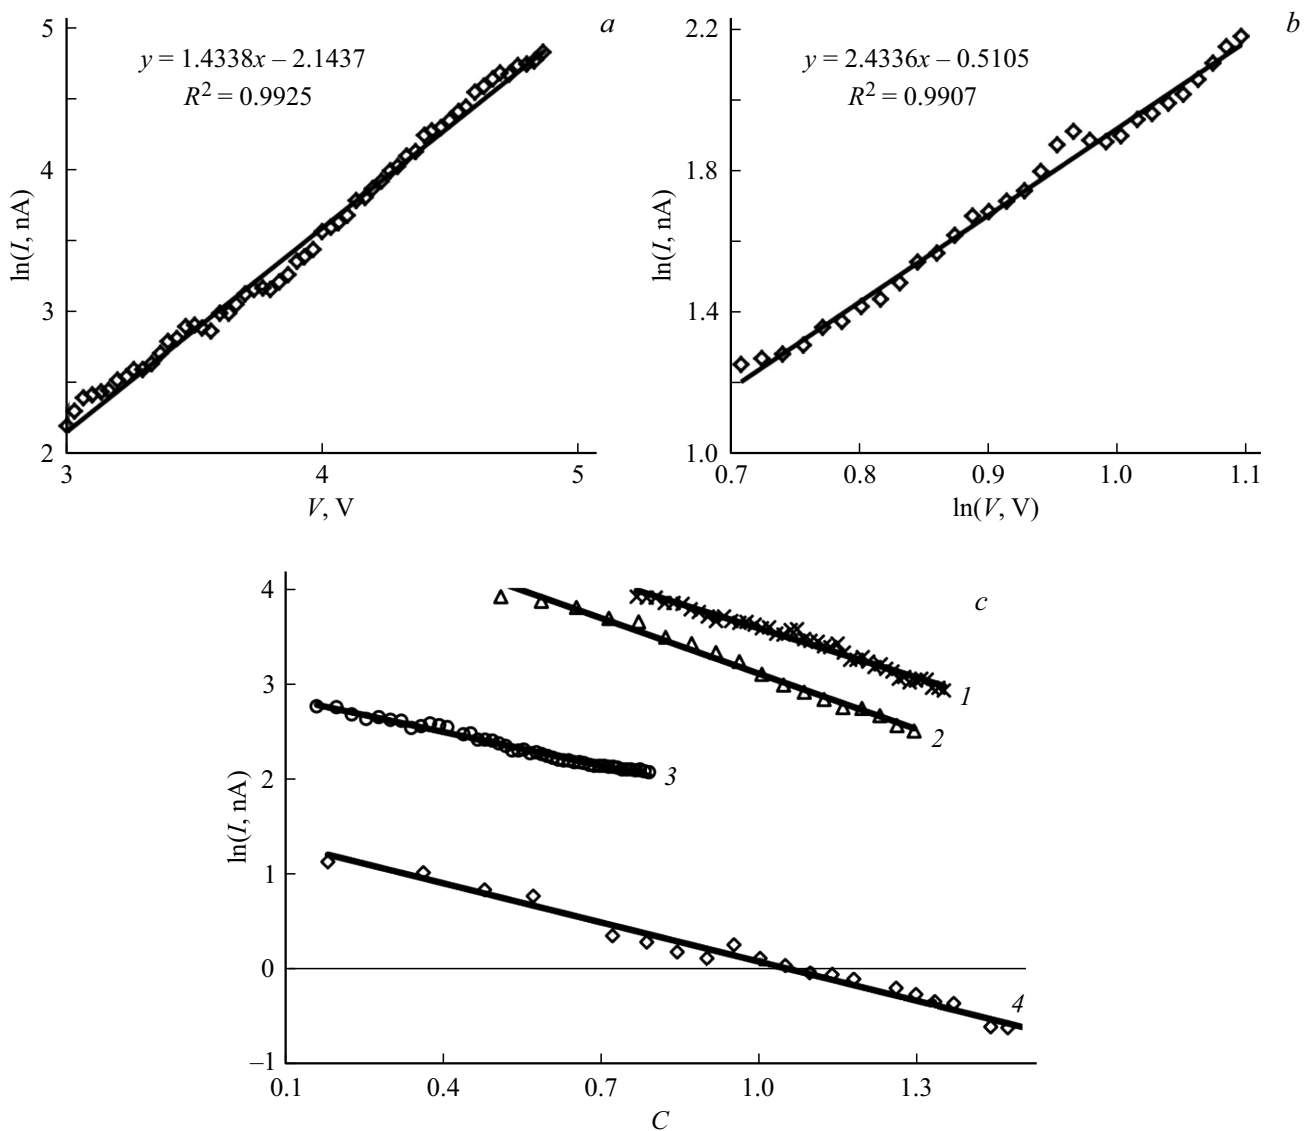 a
y = 1.4338x – 2.1437
R² = 0.9925
5
4
3
2
ln(I, nA)
3 4 5
V, V
b
y = 2.4336x – 0.5105
R² = 0.9907
2.2
1.8
1.4
1.0
ln(I, nA)
0.7 0.8 0.9 1.0 1.1
ln(V, V)
c
4
3
2
1
0
–1
ln(I, nA)
1
2
3
4
0.1 0.4 0.7 1.0 1.3
C